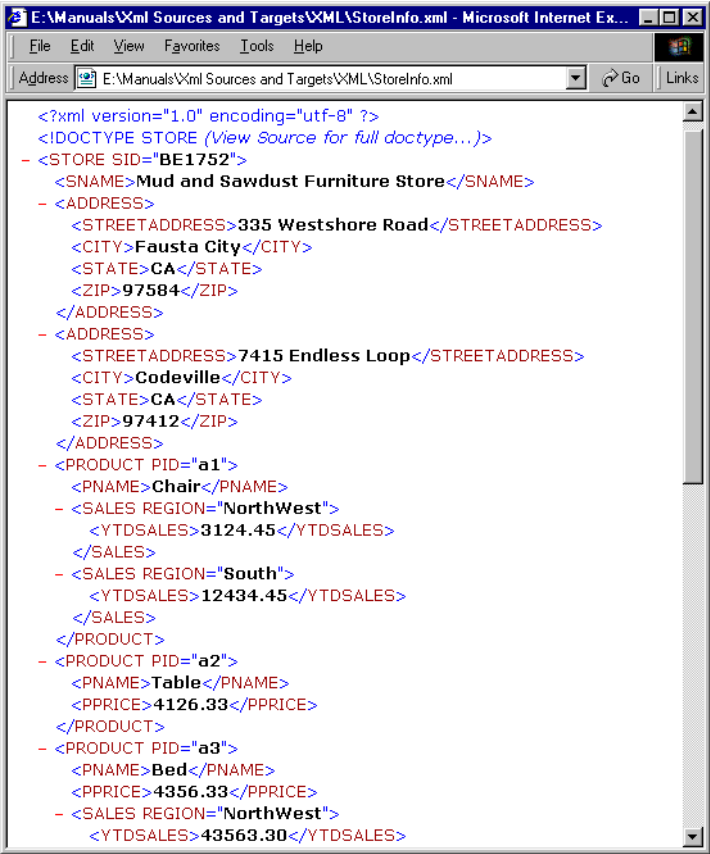 E:\Manuals\Xml Sources and Targets\XML\StoreInfo.xml - Microsoft Internet Ex...
File Edit View Favorites Tools Help
Address E:\Manuals\Xml Sources and Targets\XML\StoreInfo.xml Go Links
<?xml version="1.0" encoding="utf-8" ?>
<!DOCTYPE STORE (View Source for full doctype...)>
- <STORE SID="BE1752">
<SNAME>Mud and Sawdust Furniture Store</SNAME>
- <ADDRESS>
<STREETADDRESS>335 Westshore Road</STREETADDRESS>
<CITY>Fausta City</CITY>
<STATE>CA</STATE>
<ZIP>97584</ZIP>
</ADDRESS>
- <ADDRESS>
<STREETADDRESS>7415 Endless Loop</STREETADDRESS>
<CITY>Codeville</CITY>
<STATE>CA</STATE>
<ZIP>97412</ZIP>
</ADDRESS>
- <PRODUCT PID="a1">
<PNAME>Chair</PNAME>
- <SALES REGION="NorthWest">
<YTDSALES>3124.45</YTDSALES>
</SALES>
- <SALES REGION="South">
<YTDSALES>12434.45</YTDSALES>
</SALES>
</PRODUCT>
- <PRODUCT PID="a2">
<PNAME>Table</PNAME>
<PPRICE>4126.33</PPRICE>
</PRODUCT>
- <PRODUCT PID="a3">
<PNAME>Bed</PNAME>
<PPRICE>4356.33</PPRICE>
- <SALES REGION="NorthWest">
<YTDSALES>43563.30</YTDSALES>